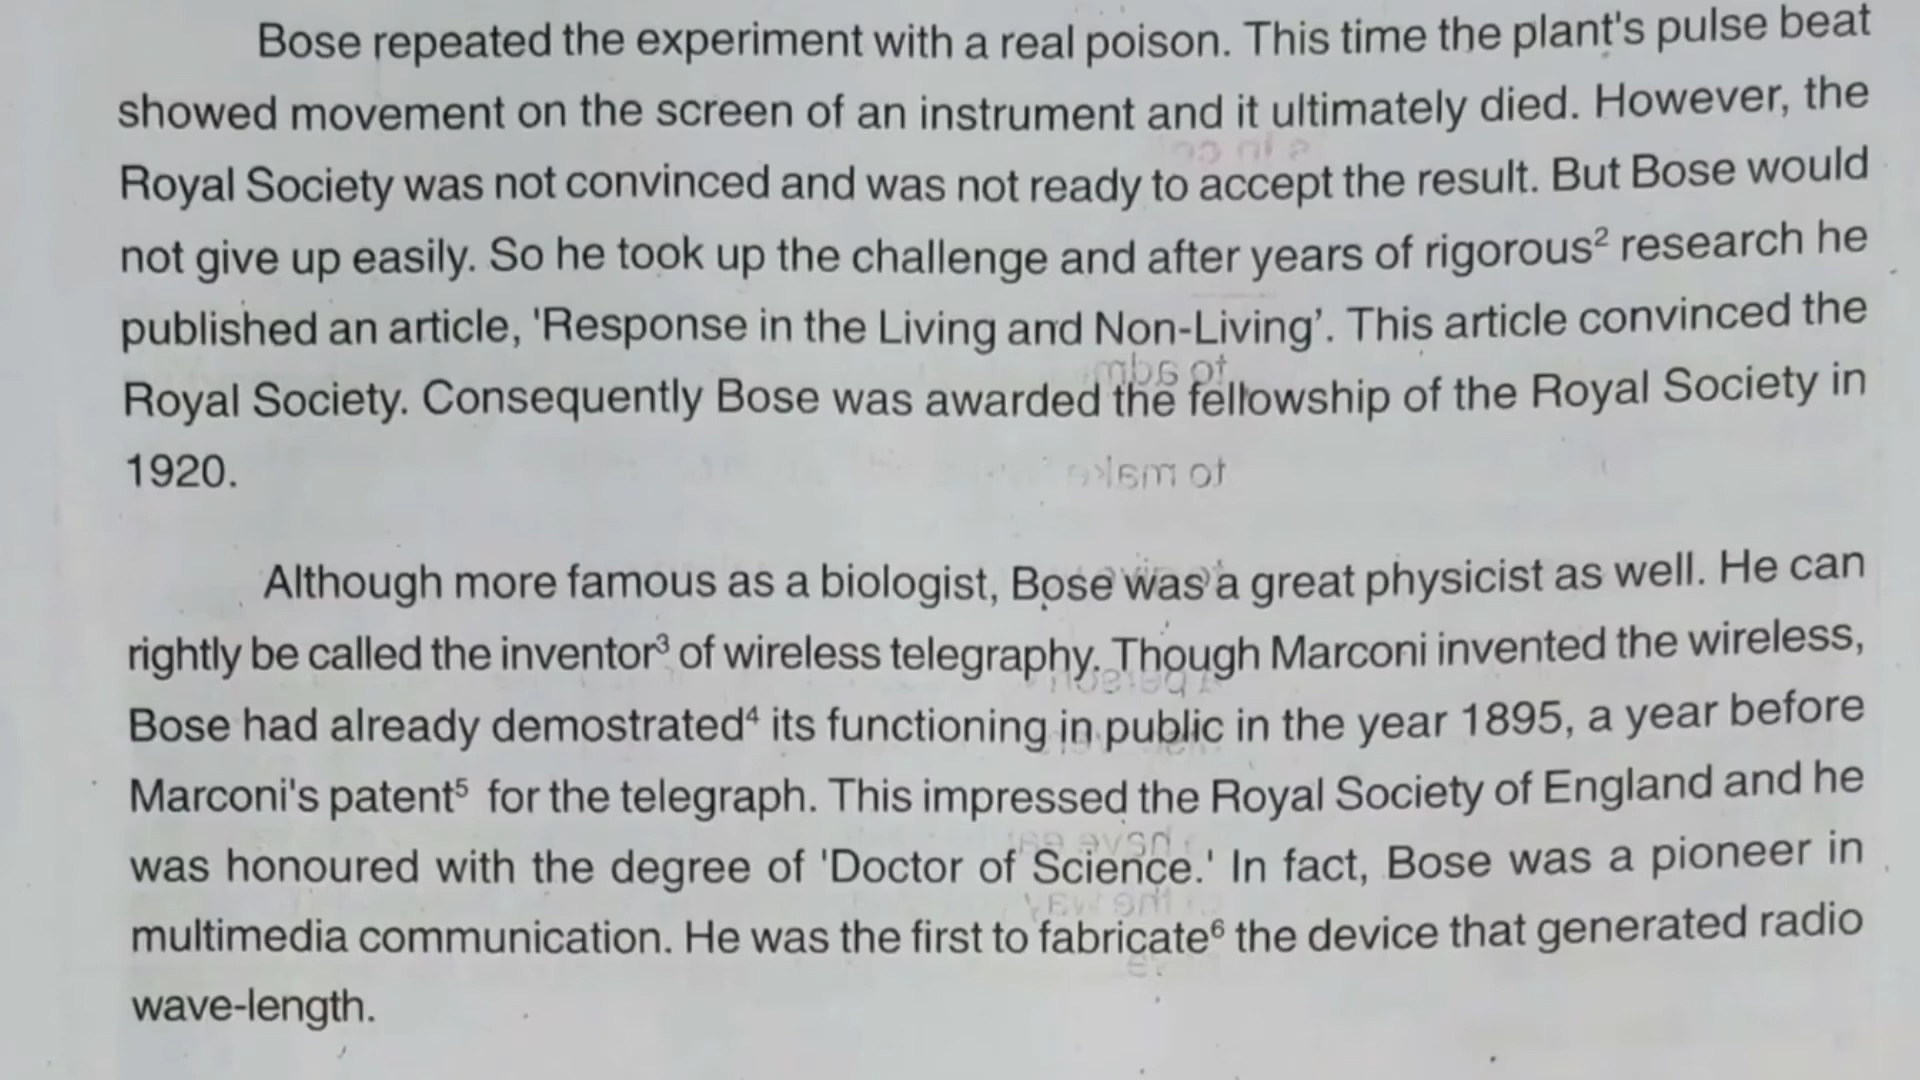 Bose repeated the experiment with a real poison. This time the plant's pulse beat
showed movement on the screen of an instrument and it ultimately died. However, the
Royal Society was not convinced and was not ready to accept the result. But Bose would
not give up easily. So he took up the challenge and after years of rigorous² research he
published an article, 'Response in the Living and Non-Living’. This article convinced the
Royal Society. Consequently Bose was awarded the fellowship of the Royal Society in
1920.
Although more famous as a biologist, Bose was a great physicist as well. He can
rightly be called the inventor³ of wireless telegraphy. Though Marconi invented the wireless,
Bose had already demostrated⁴ its functioning in public in the year 1895, a year before
Marconi's patent⁵ for the telegraph. This impressed the Royal Society of England and he
was honoured with the degree of 'Doctor of Science.' In fact, Bose was a pioneer in
multimedia communication. He was the first to fabricate⁶ the device that generated radio
wave-length.